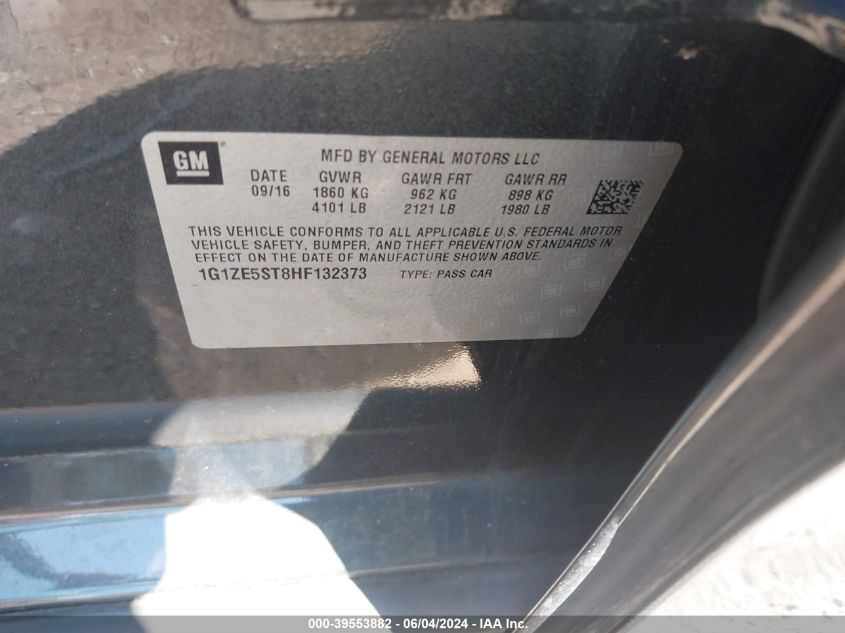 GM
MFD BY GENERAL MOTORS LLC
DATE GVWR GAWR FRT GAWR RR
09/16 1860 KG 962 KG 898 KG
4101 LB 2121 LB 1980 LB
THIS VEHICLE CONFORMS TO ALL APPLICABLE U.S. FEDERAL MOTOR
VEHICLE SAFETY, BUMPER, AND THEFT PREVENTION STANDARDS IN
EFFECT ON THE DATE OF MANUFACTURE SHOWN ABOVE.
1G1ZE5ST8HF132373 TYPE: PASS CAR
000-39553882 - 06/04/2024 - Copyright © IAA, LLC